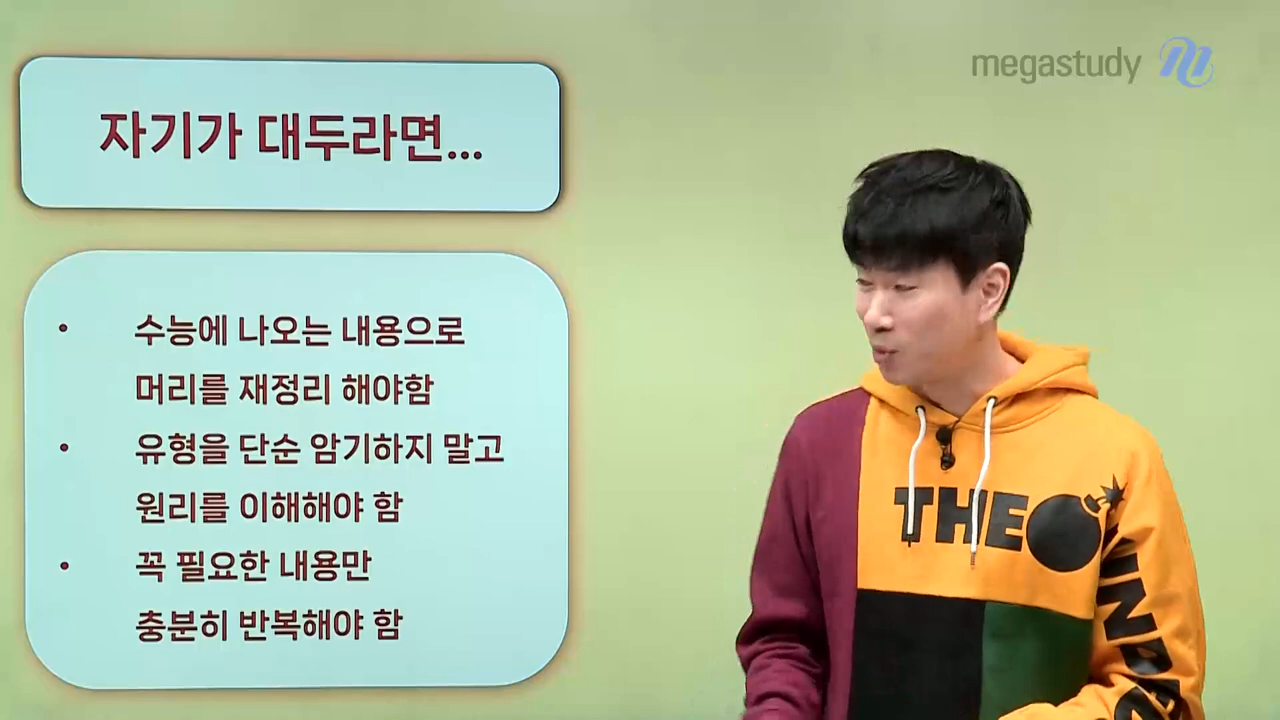 megastudy
자기가 대두라면...
• 수능에 나오는 내용으로
머리를 재정리 해야함
• 유형을 단순 암기하지 말고
원리를 이해해야 함
• 꼭 필요한 내용만
충분히 반복해야 함
THE